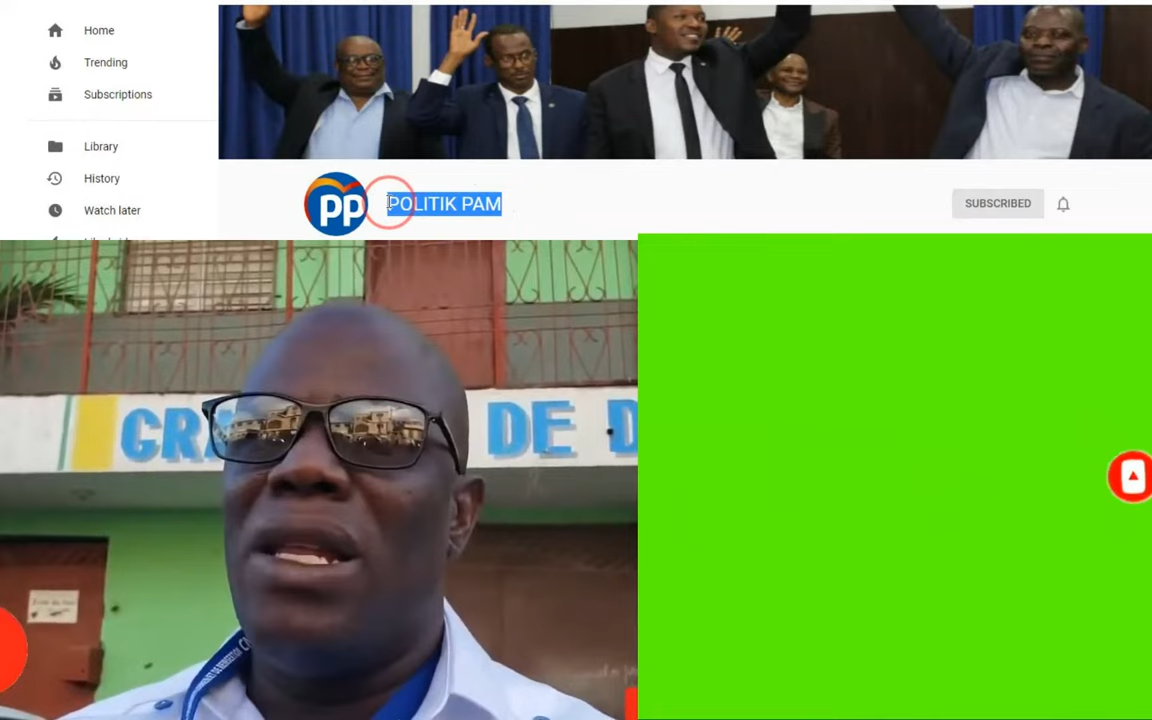 Home
Trending
Subscriptions
Library
History
Watch later
pp
POLITIK PAM
SUBSCRIBED
DE